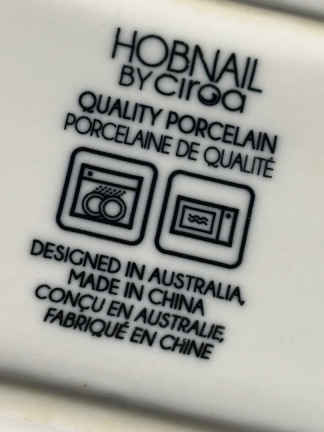 HOBNAIL
BY ciroa
QUALITY PORCELAIN
PORCELAINE DE QUALITÉ
DESIGNED IN AUSTRALIA,
MADE IN CHINA
CONÇU EN AUSTRALIE,
FABRIQUÉ EN CHINE